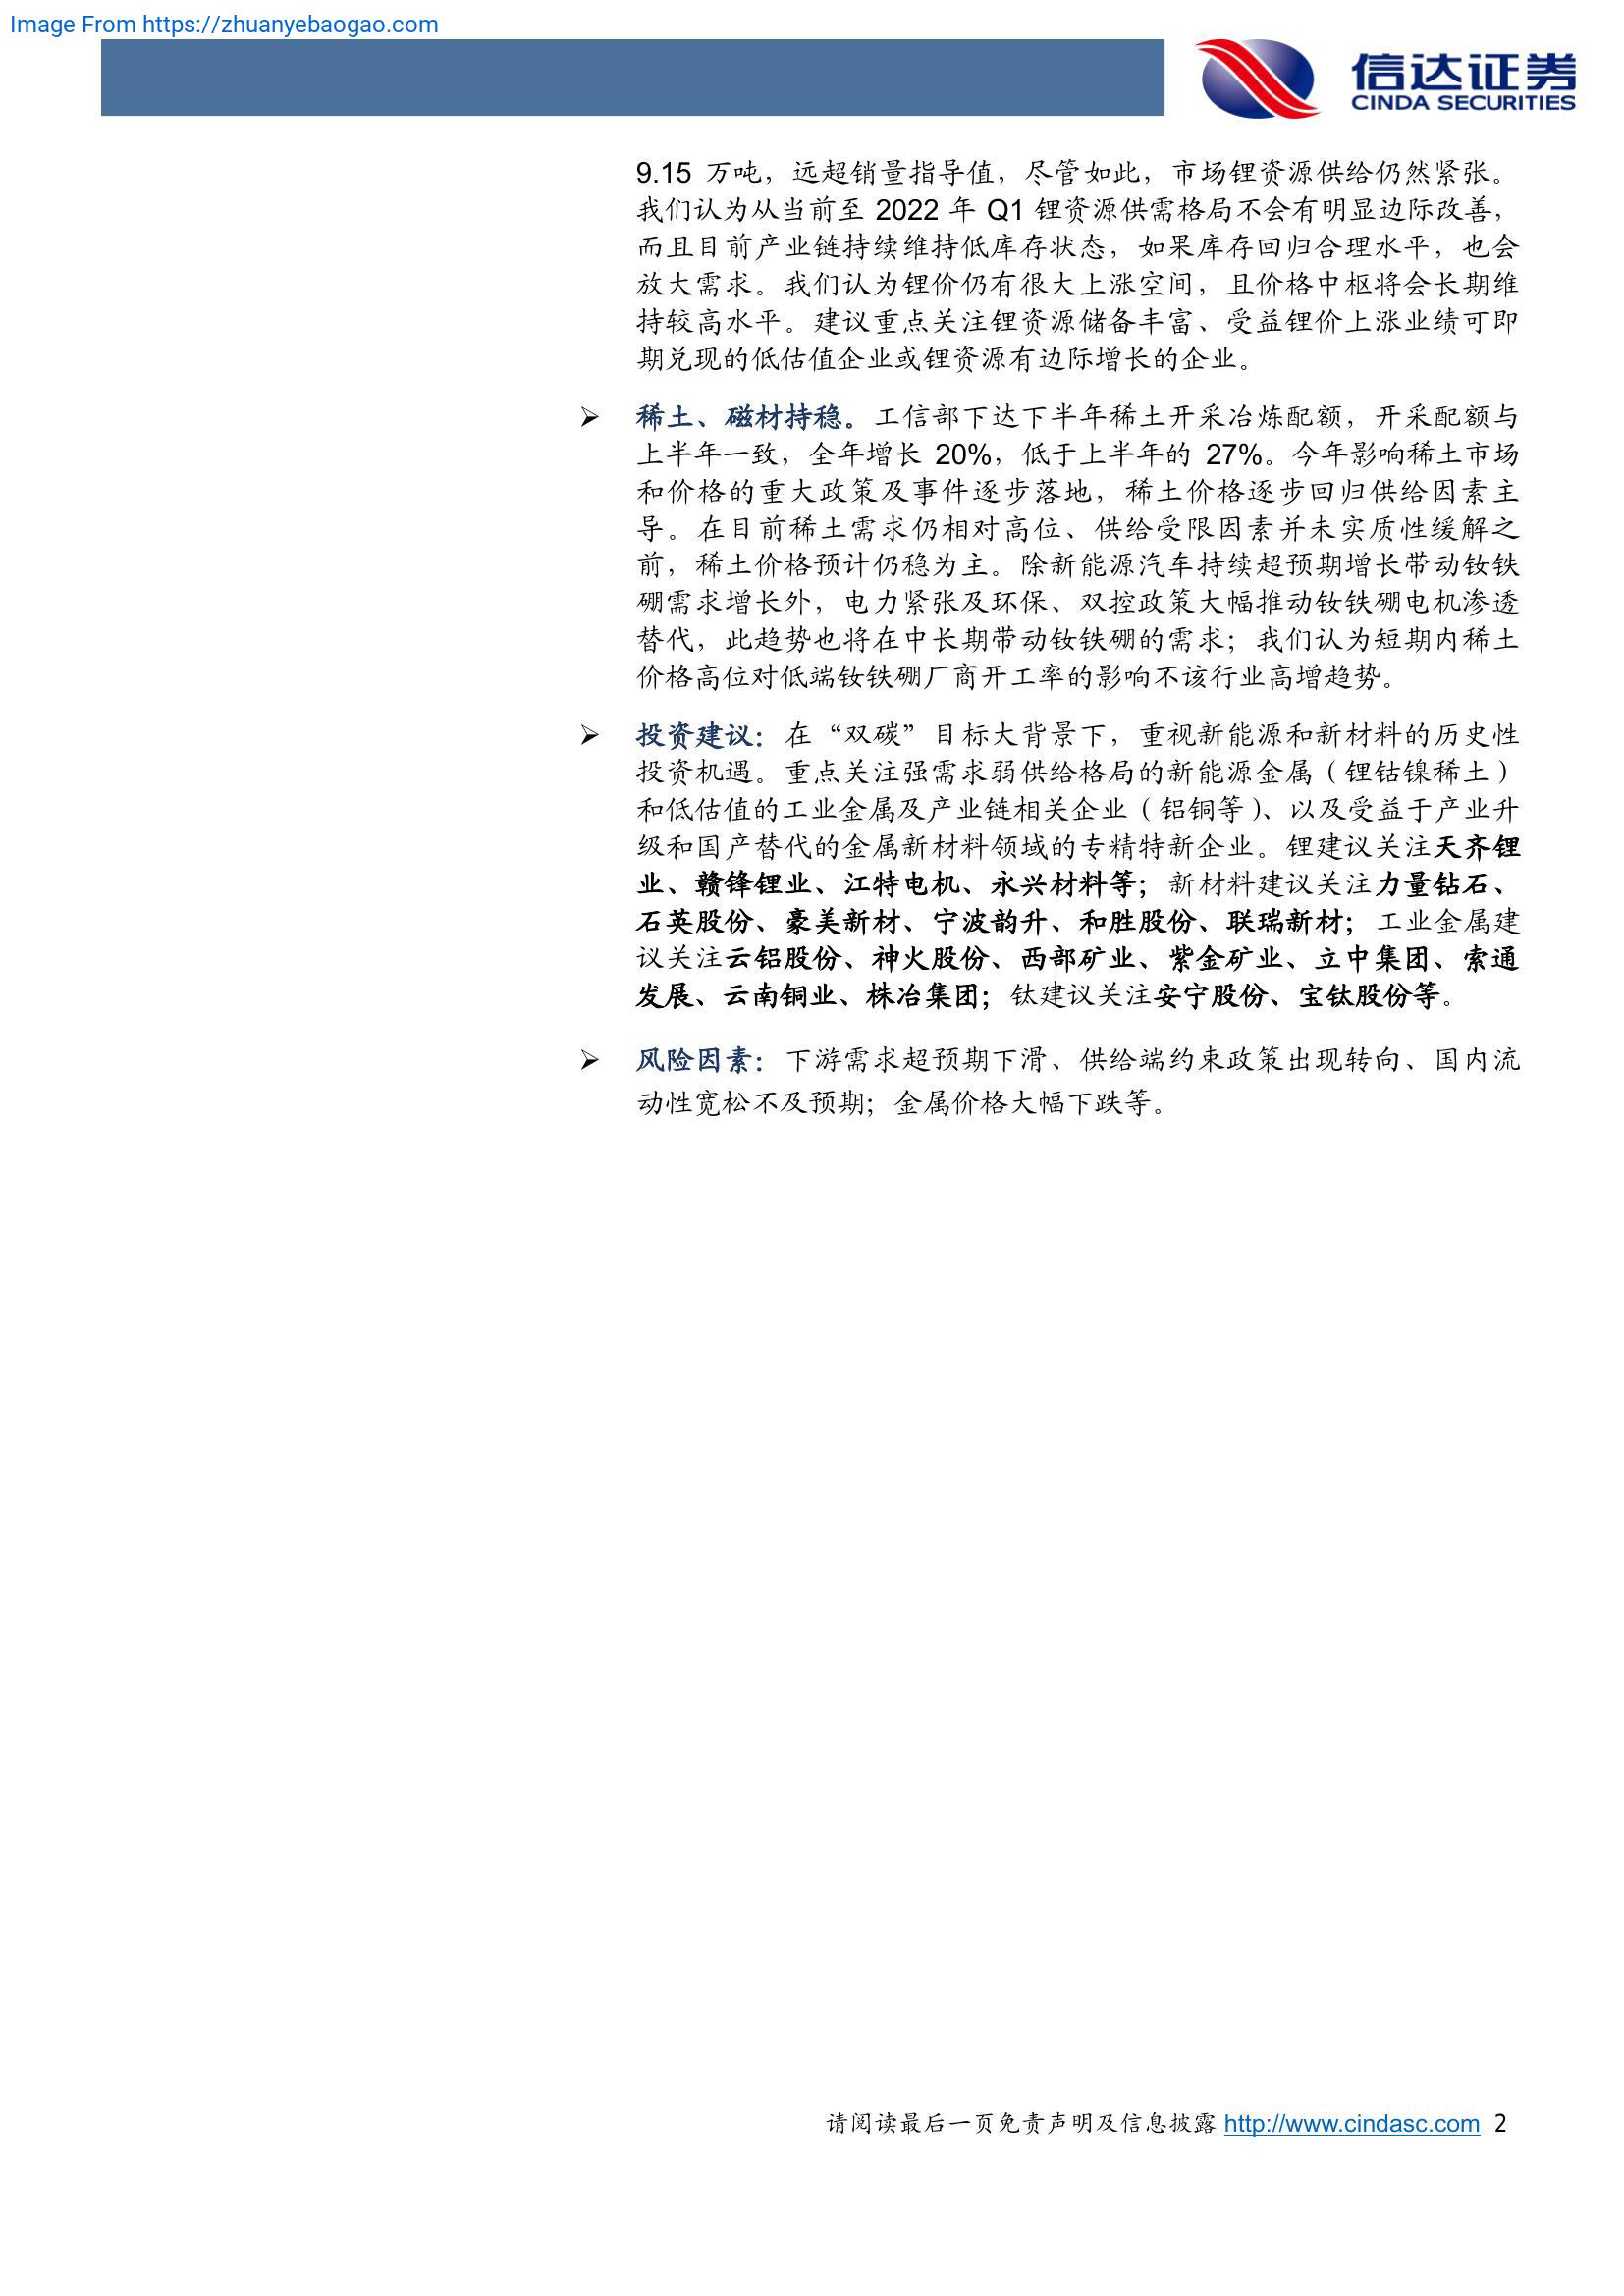 Image From https://zhuanyebaogao.com
信达证券
CINDA SECURITIES
9.15 万吨，远超销量指导值，尽管如此，市场锂资源供给仍然紧张。
我们认为从当前至 2022 年 Q1 锂资源供需格局不会有明显边际改善，
而且目前产业链持续维持低库存状态，如果库存回归合理水平，也会
放大需求。我们认为锂价仍有很大上涨空间，且价格中枢将会长期维
持较高水平。建议重点关注锂资源储备丰富、受益锂价上涨业绩可即
期兑现的低估值企业或锂资源有边际增长的企业。
➢ 稀土、磁材持稳。工信部下达下半年稀土开采冶炼配额，开采配额与
上半年一致，全年增长 20%，低于上半年的 27%。今年影响稀土市场
和价格的重大政策及事件逐步落地，稀土价格逐步回归供给因素主
导。在目前稀土需求仍相对高位、供给受限因素并未实质性缓解之
前，稀土价格预计仍稳为主。除新能源汽车持续超预期增长带动钕铁
硼需求增长外，电力紧张及环保、双控政策大幅推动钕铁硼电机渗透
替代，此趋势也将在中长期带动钕铁硼的需求；我们认为短期内稀土
价格高位对低端钕铁硼厂商开工率的影响不该行业高增趋势。
➢ 投资建议：在“双碳”目标大背景下，重视新能源和新材料的历史性
投资机遇。重点关注强需求弱供给格局的新能源金属（锂钴镍稀土）
和低估值的工业金属及产业链相关企业（铝铜等）、以及受益于产业升
级和国产替代的金属新材料领域的专精特新企业。锂建议关注天齐锂
业、赣锋锂业、江特电机、永兴材料等；新材料建议关注力量钻石、
石英股份、豪美新材、宁波韵升、和胜股份、联瑞新材；工业金属建
议关注云铝股份、神火股份、西部矿业、紫金矿业、立中集团、索通
发展、云南铜业、株冶集团；钛建议关注安宁股份、宝钛股份等。
➢ 风险因素：下游需求超预期下滑、供给端约束政策出现转向、国内流
动性宽松不及预期；金属价格大幅下跌等。
请阅读最后一页免责声明及信息披露 http://www.cindasc.com 2